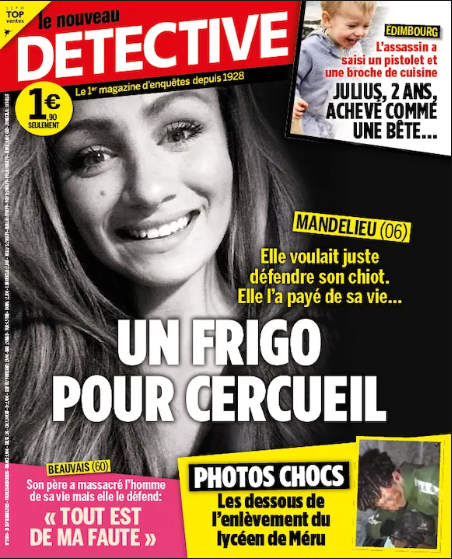 SEPM
TOP
ventes
le nouveau
DETECTIVE
Le 1er magazine d'enquêtes depuis 1928
1€
,90
SEULEMENT
ÉDIMBOURG
L'assassin a
saisi un pistolet et
une broche de cuisine
JULIUS, 2 ANS,
ACHEVÉ COMME
UNE BÊTE...
MANDELIEU (06)
Elle voulait juste
défendre son chiot.
Elle l'a payé de sa vie...
UN FRIGO
POUR CERCUEIL
BEAUVAIS (60)
Son père a massacré l'homme
de sa vie mais elle le défend:
« TOUT EST
DE MA FAUTE »
PHOTOS CHOCS
Les dessous de
l'enlèvement du
lycéen de Méru